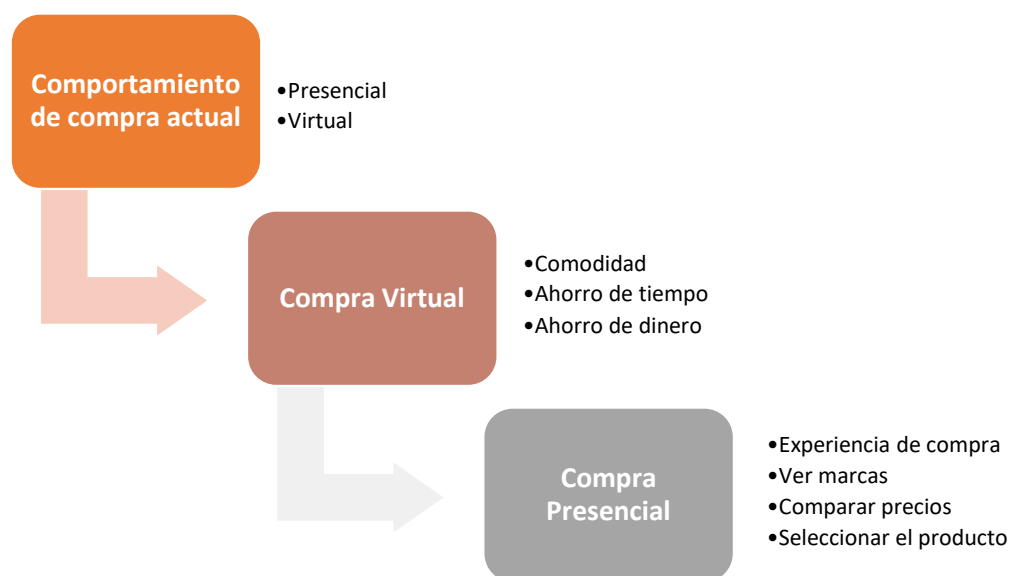 Comportamiento
de compra actual
•Presencial
•Virtual
Compra Virtual
•Comodidad
•Ahorro de tiempo
•Ahorro de dinero
Compra
Presencial
•Experiencia de compra
•Ver marcas
•Comparar precios
•Seleccionar el producto